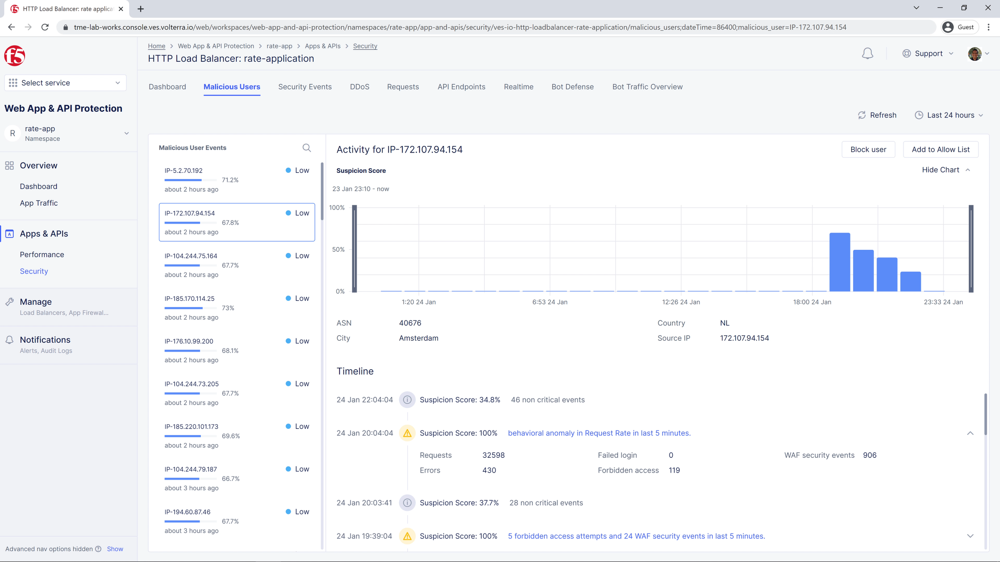 HTTP Load Balancer: rate applica
tme-lab-works.console.ves.volterra.io/web/workspaces/web-app-and-api-protection/namespaces/rate-app/app-and-apis/security/ves-io-http-loadbalancer-rate-application/malicious_users;dateTime=86400;malicious_user=IP-172.107.94.154
Guest
f5
Select service
Web App & API Protection
R
rate-app
Namespace
Overview
Dashboard
App Traffic
A
Apps & APIs
Performance
Security
Manage
Load Balancers, App Firewal...
Notifications
Alerts, Audit Logs
Advanced nav options hidden ? Show
Home > Web App & API Protection > rate-app > Apps & APIs > Security
HTTP Load Balancer: rate-application
Support
Dashboard Malicious Users Security Events DDoS Requests API Endpoints Realtime Bot Defense Bot Traffic Overview
Refresh Last 24 hours
Malicious User Events
IP-5.2.70.192 Low
71.2%
about 2 hours ago
IP-172.107.94.154 Low
67.8%
about 2 hours ago
IP-104.244.75.164 Low
67.7%
about 2 hours ago
IP-185.170.114.25 Low
73%
about 2 hours ago
IP-176.10.99.200 Low
68.1%
about 2 hours ago
IP-104.244.73.205 Low
67.7%
about 2 hours ago
IP-185.220.101.173 Low
69.6%
about 2 hours ago
IP-104.244.79.187 Low
66.7%
about 3 hours ago
IP-194.60.87.46 Low
67.7%
about 3 hours ago
Activity for IP-172.107.94.154
Block user Add to Allow List
Suspicion Score
Hide Chart
23 Jan 23:10 - now
100%
50%
0%
1:20 24 Jan 6:53 24 Jan 12:26 24 Jan 18:00 24 Jan 23:33 24 Jan
ASN 40676 Country NL
City Amsterdam Source IP 172.107.94.154
Timeline
24 Jan 22:04:04 Suspicion Score: 34.8% 46 non critical events
24 Jan 20:04:04 Suspicion Score: 100% behavioral anomaly in Request Rate in last 5 minutes.
Requests 32598 Failed login 0 WAF security events 906
Errors 430 Forbidden access 119
24 Jan 20:03:41 Suspicion Score: 37.7% 28 non critical events
24 Jan 19:39:04 Suspicion Score: 100% 5 forbidden access attempts and 24 WAF security events in last 5 minutes.